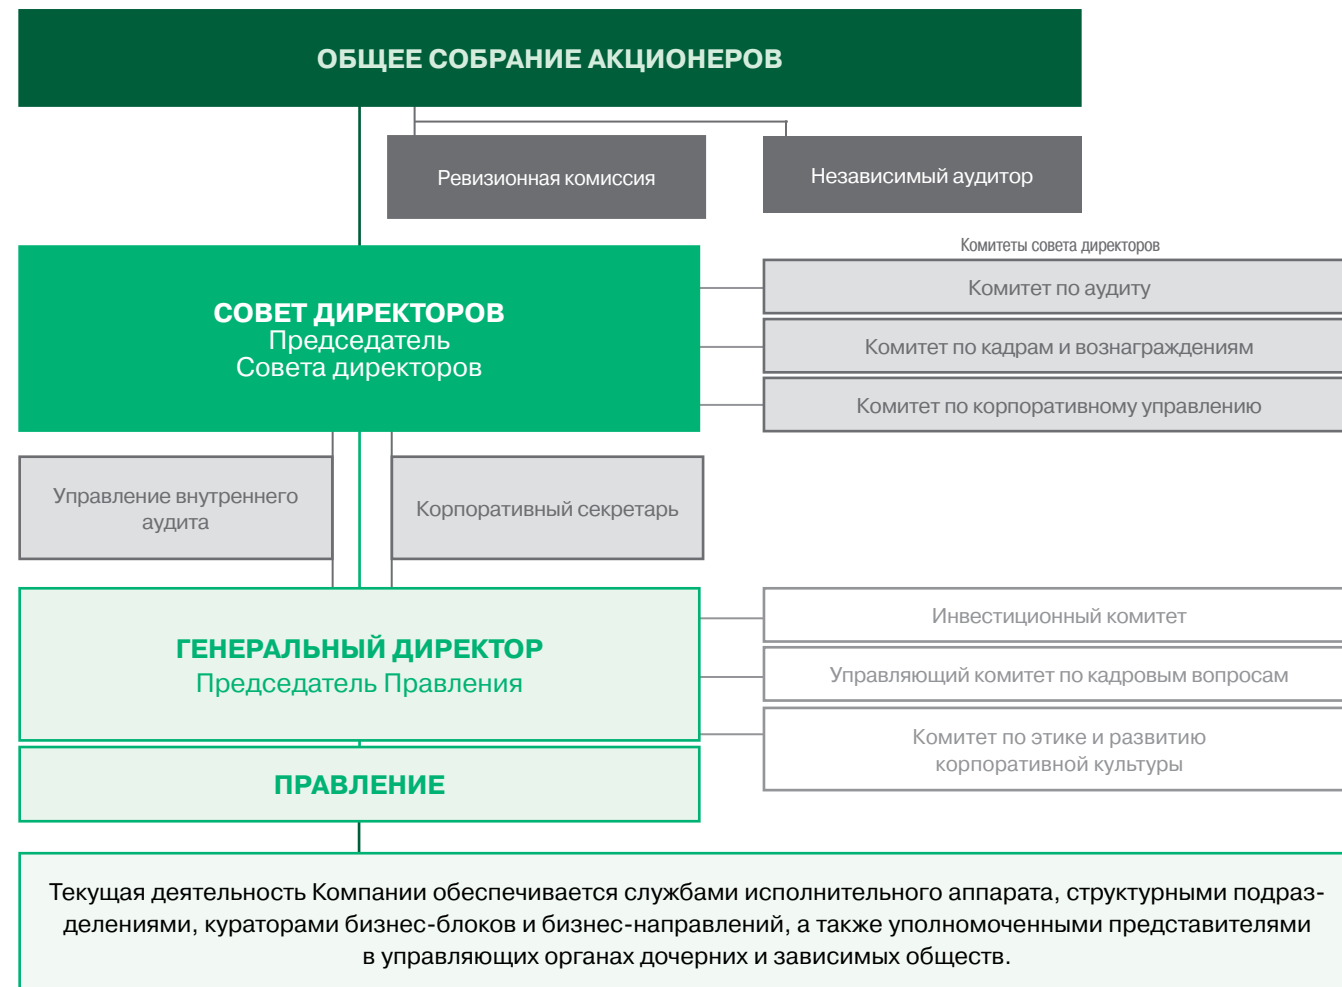 ОБЩЕЕ СОБРАНИЕ АКЦИОНЕРОВ
Ревизионная комиссия
Независимый аудитор
Комитеты совета директоров
СОВЕТ ДИРЕКТОРОВ
Председатель
Совета директоров
Комитет по аудиту
Комитет по кадрам и вознаграждениям
Комитет по корпоративному управлению
Управление внутреннего
аудита
Корпоративный секретарь
ГЕНЕРАЛЬНЫЙ ДИРЕКТОР
Председатель Правления
Инвестиционный комитет
Управляющий комитет по кадровым вопросам
Комитет по этике и развитию
корпоративной культуры
ПРАВЛЕНИЕ
Текущая деятельность Компании обеспечивается службами исполнительного аппарата, структурными подраз-
делениями, кураторами бизнес-блоков и бизнес-направлений, а также уполномоченными представителями
в управляющих органах дочерних и зависимых обществ.